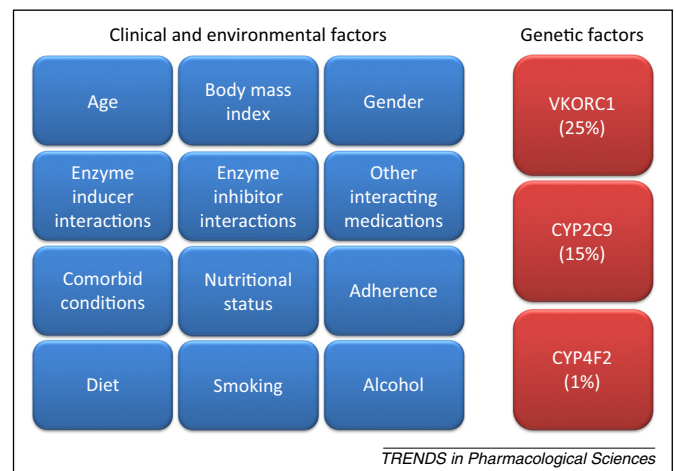 Clinical and environmental factors
Genetic factors
Age
Body mass
index
Gender
Enzyme
inducer
interactions
Enzyme
inhibitor
interactions
Other
interacting
medications
Comorbid
conditions
Nutritional
status
Adherence
Diet
Smoking
Alcohol
VKORC1
(25%)
CYP2C9
(15%)
CYP4F2
(1%)
TRENDS in Pharmacological Sciences